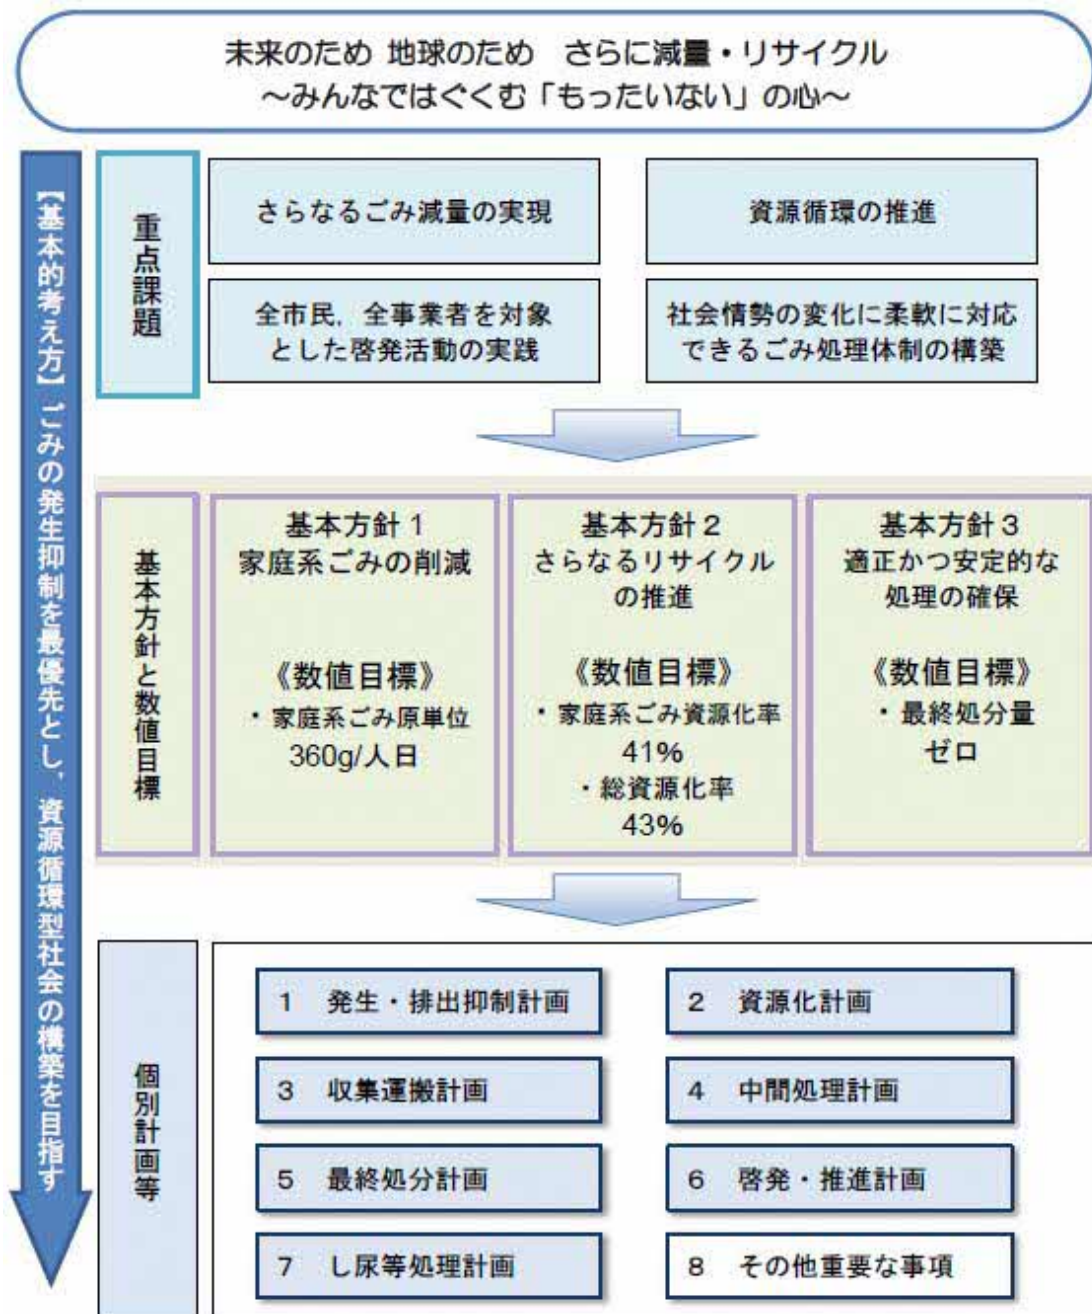 未来のため 地球のため　さらに減量・リサイクル
～みんなではぐくむ「もったいない」の心～
【基本的考え方】ごみの発生抑制を最優先とし，資源循環型社会の構築を目指す
重点課題
さらなるごみ減量の実現
資源循環の推進
全市民，全事業者を対象
とした啓発活動の実践
社会情勢の変化に柔軟に対応
できるごみ処理体制の構築
基本方針と数値目標
基本方針１
家庭系ごみの削減
《数値目標》
・家庭系ごみ原単位
360g/人日
基本方針２
さらなるリサイクル
の推進
《数値目標》
・家庭系ごみ資源化率
41%
・総資源化率
43%
基本方針３
適正かつ安定的な
処理の確保
《数値目標》
・最終処分量
ゼロ
個別計画等
１　発生・排出抑制計画
２　資源化計画
３　収集運搬計画
４　中間処理計画
５　最終処分計画
６　啓発・推進計画
７　し尿等処理計画
８　その他重要な事項